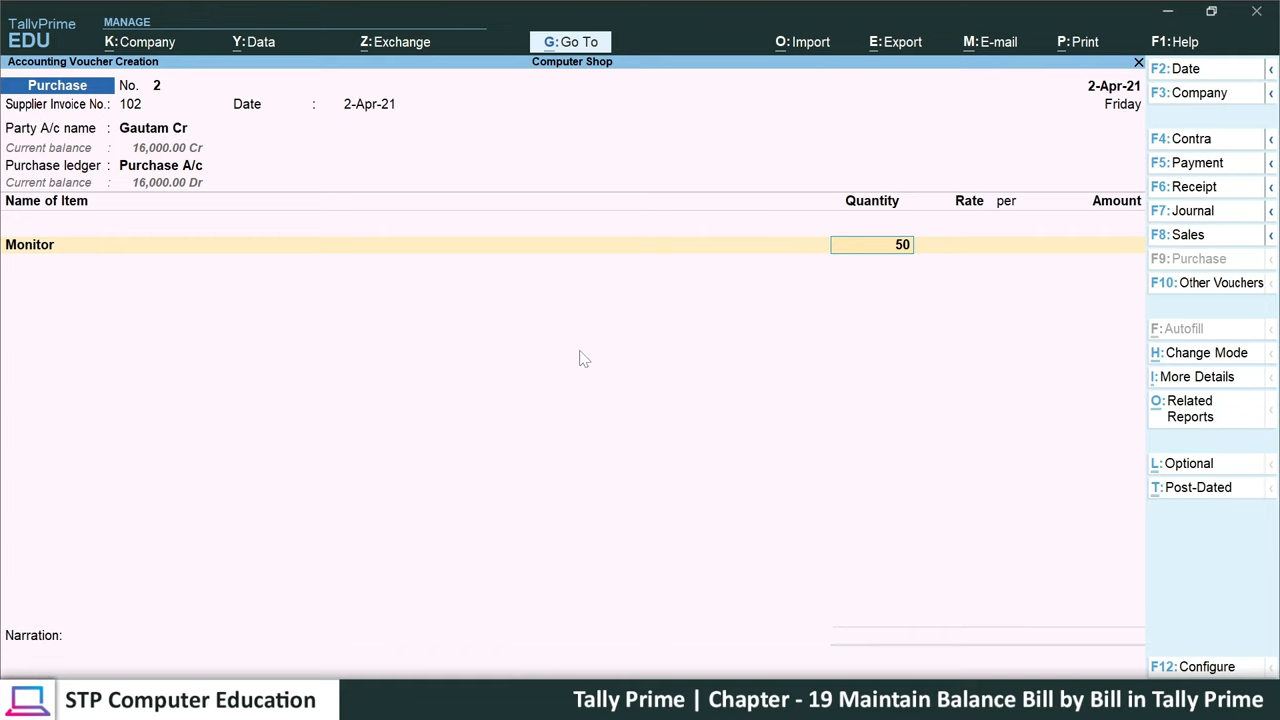 TallyPrime
EDU
MANAGE
K:Company
Y:Data
Z:Exchange
G:Go To
O:Import
E:Export
M:E-mail
P:Print
F1:Help
Accounting Voucher Creation
Computer Shop
Purchase No. 2
2-Apr-21
Supplier Invoice No.: 102 Date : 2-Apr-21
Friday
Party A/c name : Gautam Cr
Current balance : 16,000.00 Cr
Purchase ledger : Purchase A/c
Current balance : 16,000.00 Dr
Name of Item Quantity Rate per Amount
Monitor 50
Narration:
F2:Date
F3:Company
F4:Contra
F5:Payment
F6:Receipt
F7:Journal
F8:Sales
F9:Purchase
F10:Other Vouchers
F:Autofill
H:Change Mode
I:More Details
O:Related
Reports
L:Optional
T:Post-Dated
F12:Configure
STP Computer Education
Tally Prime | Chapter - 19 Maintain Balance Bill by Bill in Tally Prime